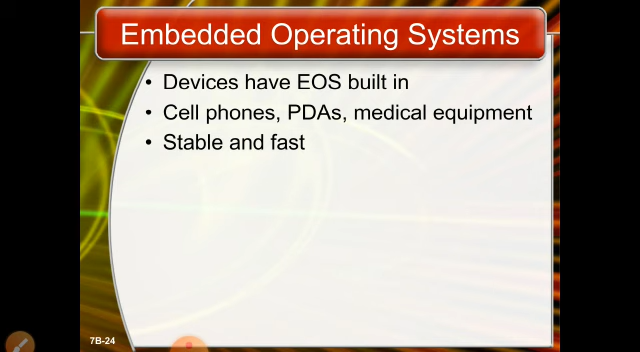 Embedded Operating Systems
• Devices have EOS built in
• Cell phones, PDAs, medical equipment
• Stable and fast
7B-24